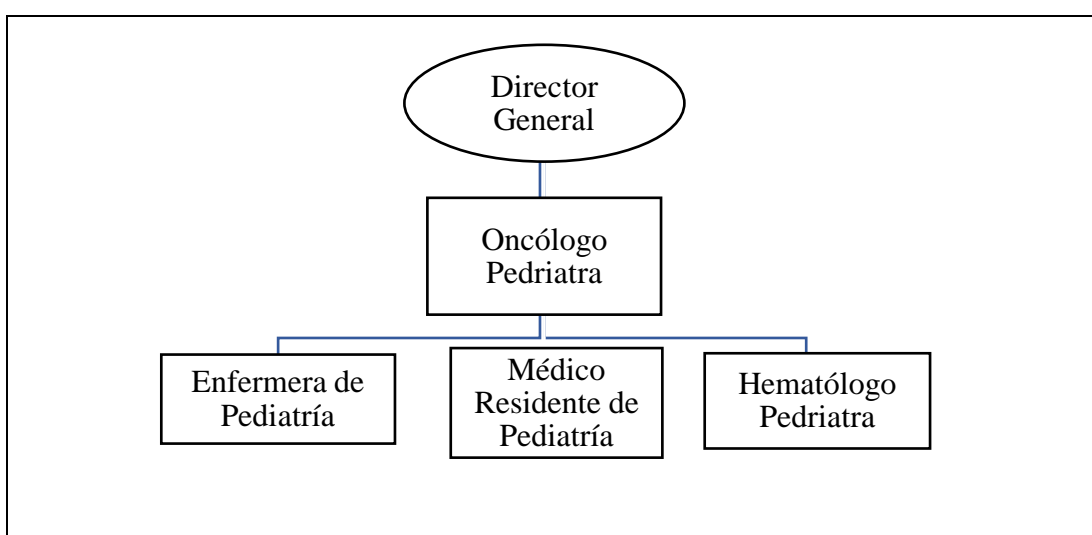 Director
General
Oncólogo
Pedriatra
Enfermera de
Pediatría
Médico
Residente de
Pediatría
Hematólogo
Pedriatra